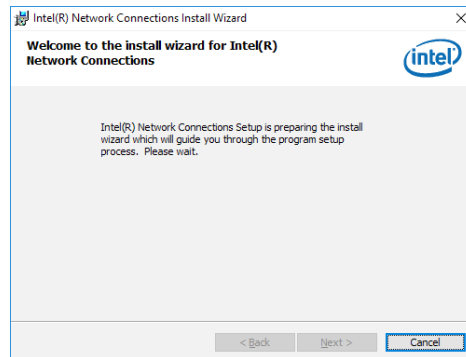 Intel(R) Network Connections Install Wizard
Welcome to the install wizard for Intel(R)
Network Connections
intel
Intel(R) Network Connections Setup is preparing the install
wizard which will guide you through the program setup
process. Please wait.
< Back Next > Cancel